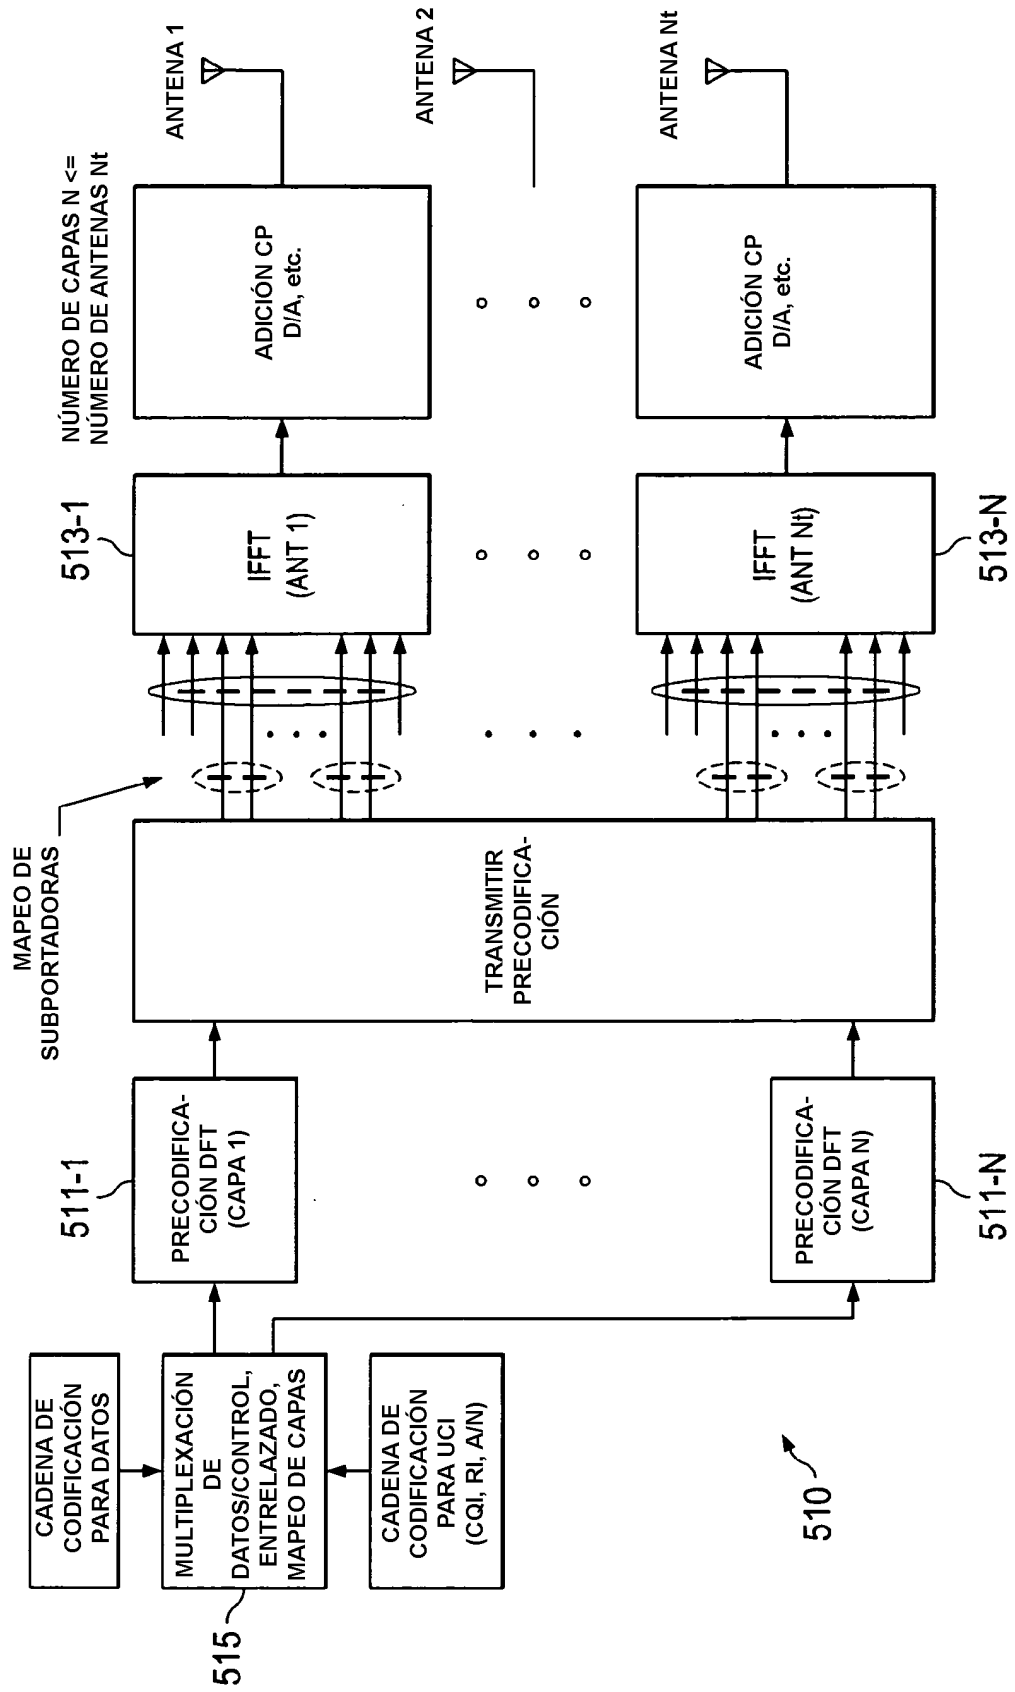 CADENA DE
CODIFICACIÓN
PARA DATOS
MULTIPLEXACIÓN
DE
DATOS/CONTROL,
ENTRELAZADO,
MAPEO DE CAPAS
515
CADENA DE
CODIFICACIÓN
PARA UCI
(CQI, RI, A/N)
510
511-1
PRECODIFICA-
CIÓN DFT
(CAPA 1)
PRECODIFICA-
CIÓN DFT
(CAPA N)
511-N
MAPEO DE
SUBPORTADORAS
TRANSMITIR
PRECODIFICA-
CIÓN
513-1
IFFT
(ANT 1)
IFFT
(ANT Nt)
513-N
NÚMERO DE CAPAS N <=
NÚMERO DE ANTENAS Nt
ADICIÓN CP
D/A, etc.
ADICIÓN CP
D/A, etc.
ANTENA 1
ANTENA 2
ANTENA Nt